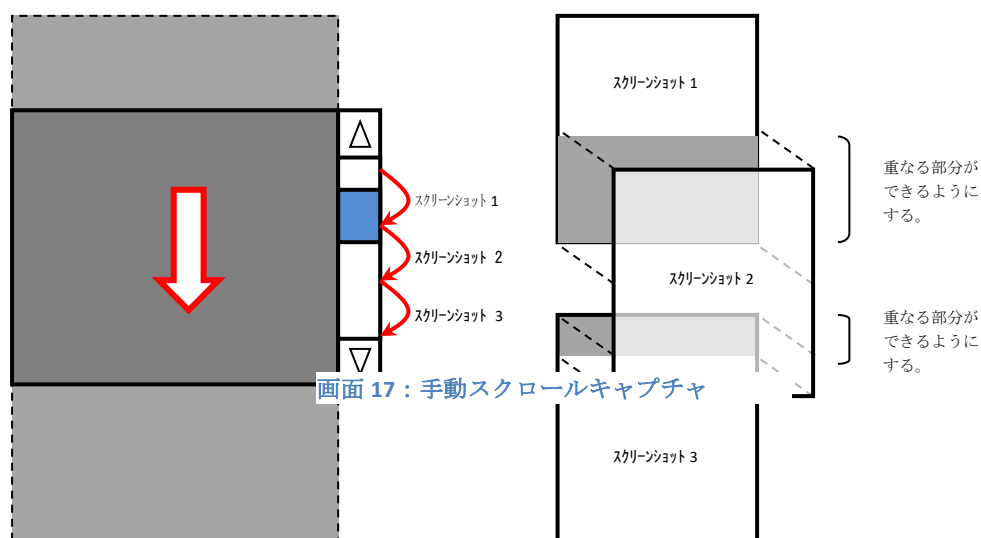 スクリーンショット 1
スクリーンショット 2
スクリーンショット 3
画面 17：手動スクロールキャプチャ
スクリーンショット 1
重なる部分が
できるように
する。
スクリーンショット 2
重なる部分が
できるように
する。
スクリーンショット 3